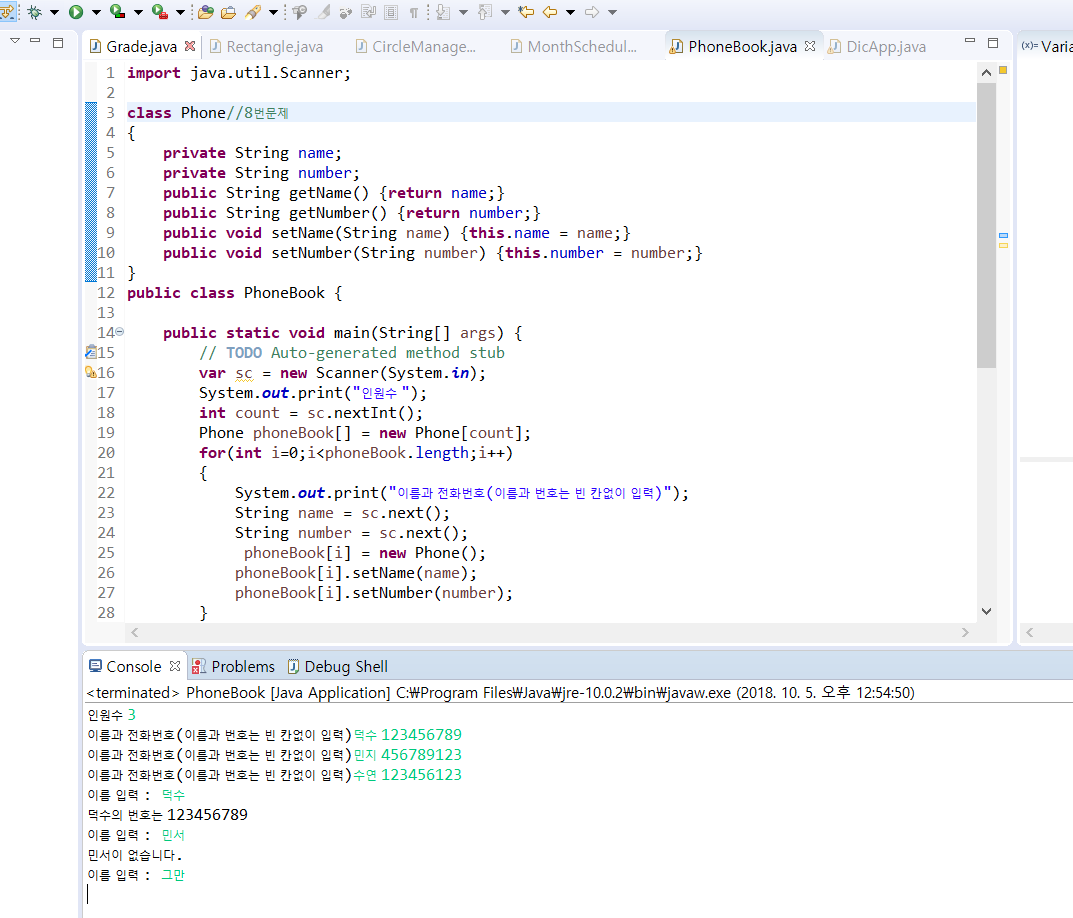 Grade.java Rectangle.java CircleManage... MonthSchedul... PhoneBook.java DicApp.java (x)= Varia
1 import java.util.Scanner;
2
3 class Phone//8번문제
4 {
5 private String name;
6 private String number;
7 public String getName() {return name;}
8 public String getNumber() {return number;}
9 public void setName(String name) {this.name = name;}
10 public void setNumber(String number) {this.number = number;}
11 }
12 public class PhoneBook {
13
14 public static void main(String[] args) {
15 // TODO Auto-generated method stub
16 var sc = new Scanner(System.in);
17 System.out.print("인원수 ");
18 int count = sc.nextInt();
19 Phone phoneBook[] = new Phone[count];
20 for(int i=0;i<phoneBook.length;i++)
21 {
22 System.out.print("이름과 전화번호(이름과 번호는 빈 칸없이 입력)");
23 String name = sc.next();
24 String number = sc.next();
25 phoneBook[i] = new Phone();
26 phoneBook[i].setName(name);
27 phoneBook[i].setNumber(number);
28 }
Console Problems Debug Shell
<terminated> PhoneBook [Java Application] C:₩Program Files₩Java₩jre-10.0.2₩bin₩javaw.exe (2018. 10. 5. 오후 12:54:50)
인원수 3
이름과 전화번호(이름과 번호는 빈 칸없이 입력)덕수 123456789
이름과 전화번호(이름과 번호는 빈 칸없이 입력)민지 456789123
이름과 전화번호(이름과 번호는 빈 칸없이 입력)수연 123456123
이름 입력 : 덕수
덕수의 번호는 123456789
이름 입력 : 민서
민서이 없습니다.
이름 입력 : 그만